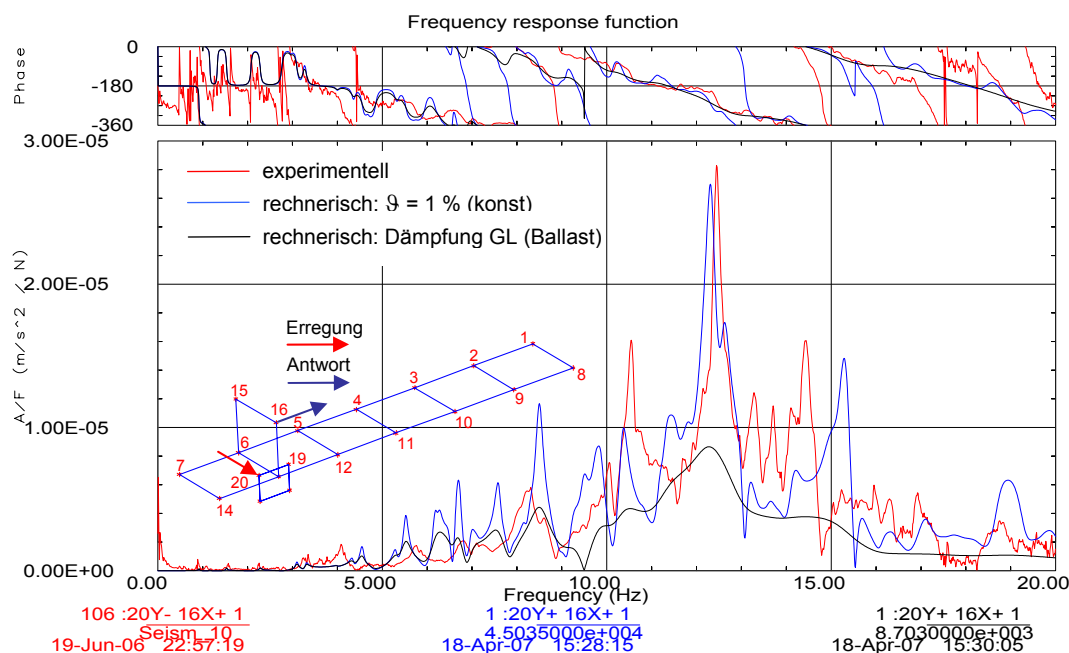 Frequency response function
Phase
0
-180
-360
A/F (m/s^2 / N)
3.00E-05
2.00E-05
1.00E-05
0.00E+00
experimentell
rechnerisch: ϑ = 1 % (konst)
rechnerisch: Dämpfung GL (Ballast)
Erregung
Antwort
1
2
3
8
15
4
9
16
5
10
6
11
7
19
12
20
14
0.00
5.000
10.00
15.00
20.00
Frequency (Hz)
106 :20Y- 16X+ 1
Seism_10
19-Jun-06 22:57:19
1 :20Y+ 16X+ 1
4.5035000e+004
18-Apr-07 15:28:15
1 :20Y+ 16X+ 1
8.7030000e+003
18-Apr-07 15:30:05